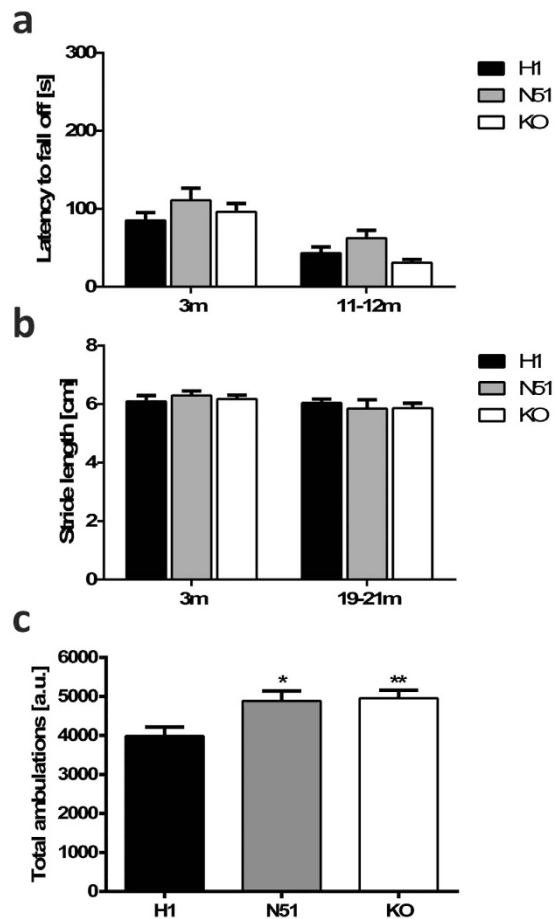 a
Latency to fall off [s]
300
200
100
0
3m
11-12m
H1
N51
KO
b
Stride length [cm]
8
6
4
2
0
3m
19-21m
H1
N51
KO
c
Total ambulations [a.u.]
6000
5000
4000
3000
2000
1000
0
*
**
H1
N51
KO